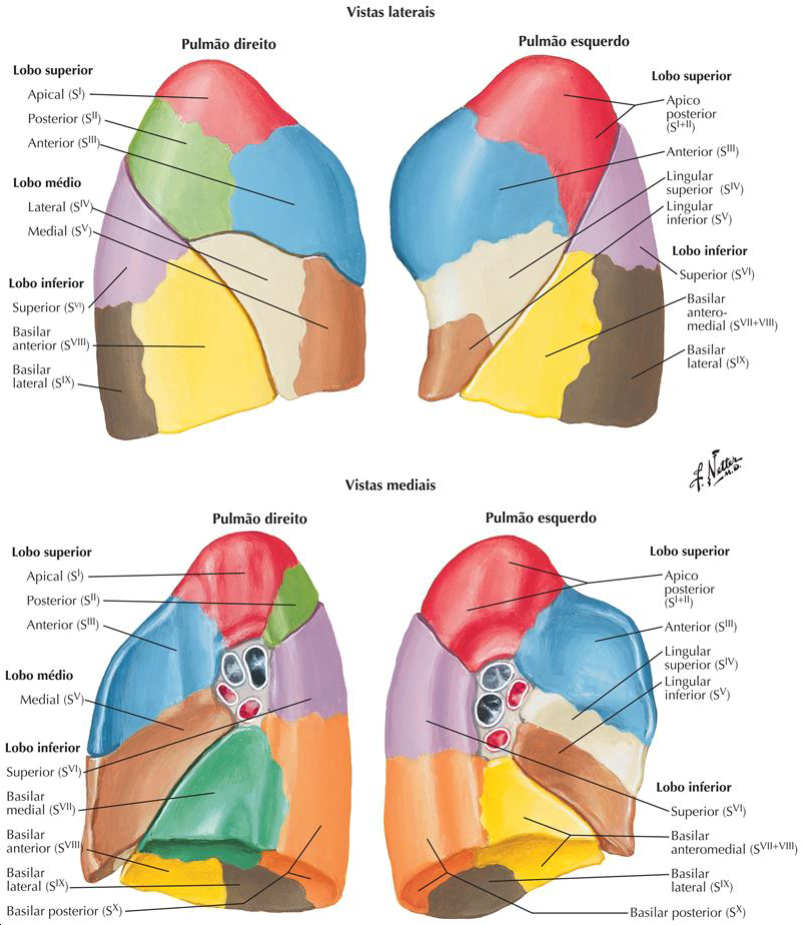 Vistas laterais
Pulmão direito
Lobo superior
Apical (S^I)
Posterior (S^II)
Anterior (S^III)
Lobo médio
Lateral (S^IV)
Medial (S^V)
Lobo inferior
Superior (S^VI)
Basilar
anterior (S^VIII)
Basilar
lateral (S^IX)
Pulmão esquerdo
Lobo superior
Apico
posterior
(S^I+II)
Anterior (S^III)
Lingular
superior (S^IV)
Lingular
inferior (S^V)
Lobo inferior
Superior (S^VI)
Basilar
antero-
medial (S^VII+VIII)
Basilar
lateral (S^IX)
F. Netter
M.D.
Vistas mediais
Pulmão direito
Lobo superior
Apical (S^I)
Posterior (S^II)
Anterior (S^III)
Lobo médio
Medial (S^V)
Lobo inferior
Superior (S^VI)
Basilar
medial (S^VII)
Basilar
anterior (S^VIII)
Basilar
lateral (S^IX)
Basilar posterior (S^X)
Pulmão esquerdo
Lobo superior
Apico
posterior
(S^I+II)
Anterior (S^III)
Lingular
superior (S^IV)
Lingular
inferior (S^V)
Lobo inferior
Superior (S^VI)
Basilar
anteromedial (S^VII+VIII)
Basilar
lateral (S^IX)
Basilar posterior (S^X)